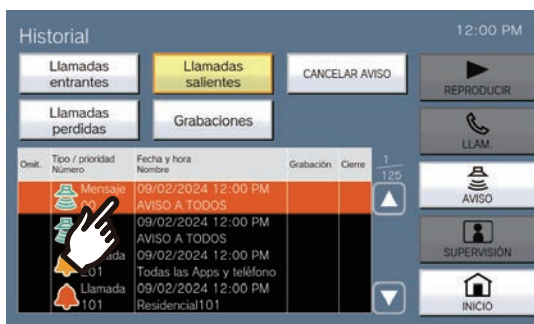 Historial
12:00 PM
Llamadas
entrantes
Llamadas
salientes
CANCELAR AVISO
Llamadas
perdidas
Grabaciones
REPRODUCIR
LLAM.
AVISO
SUPERVISIÓN
INICIO
Omit.
Tipo / prioridad
Número
Fecha y hora
Nombre
Grabación
Cierre
1
125
Mensaje
09/02/2024 12:00 PM
00
AVISO A TODOS
09/02/2024 12:00 PM
AVISO A TODOS
09/02/2024 12:00 PM
201
Todas las Apps y teléfono
Llamada
09/02/2024 12:00 PM
101
Residencial101